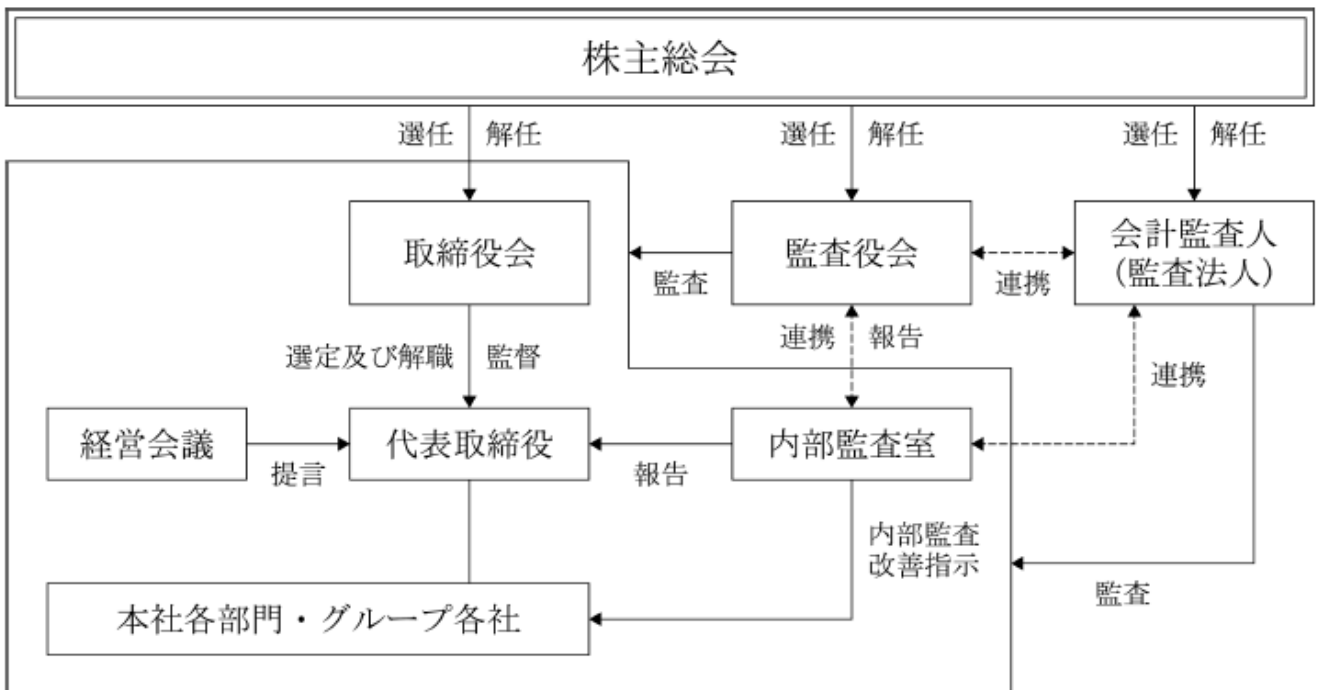 株主総会
選任 解任
選任 解任
選任 解任
取締役会
監査
監査役会
連携
会計監査人
(監査法人)
選定及び解職 監督
連携 報告
連携
経営会議
提言
代表取締役
報告
内部監査室
内部監査
改善指示
監査
本社各部門・グループ各社